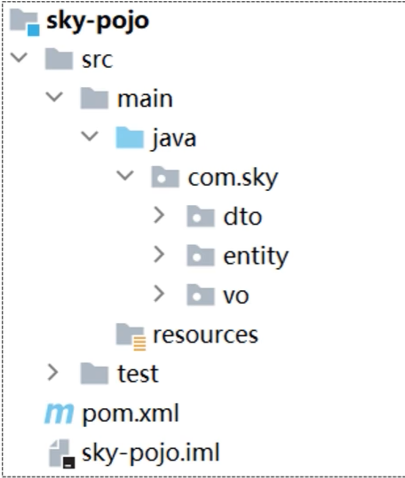 sky-pojo
src
main
java
com.sky
dto
entity
vo
resources
test
m pom.xml
sky-pojo.iml